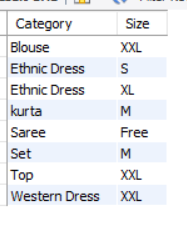 Category Size
Blouse XXL
Ethnic Dress S
Ethnic Dress XL
kurta M
Saree Free
Set M
Top XXL
Western Dress XXL